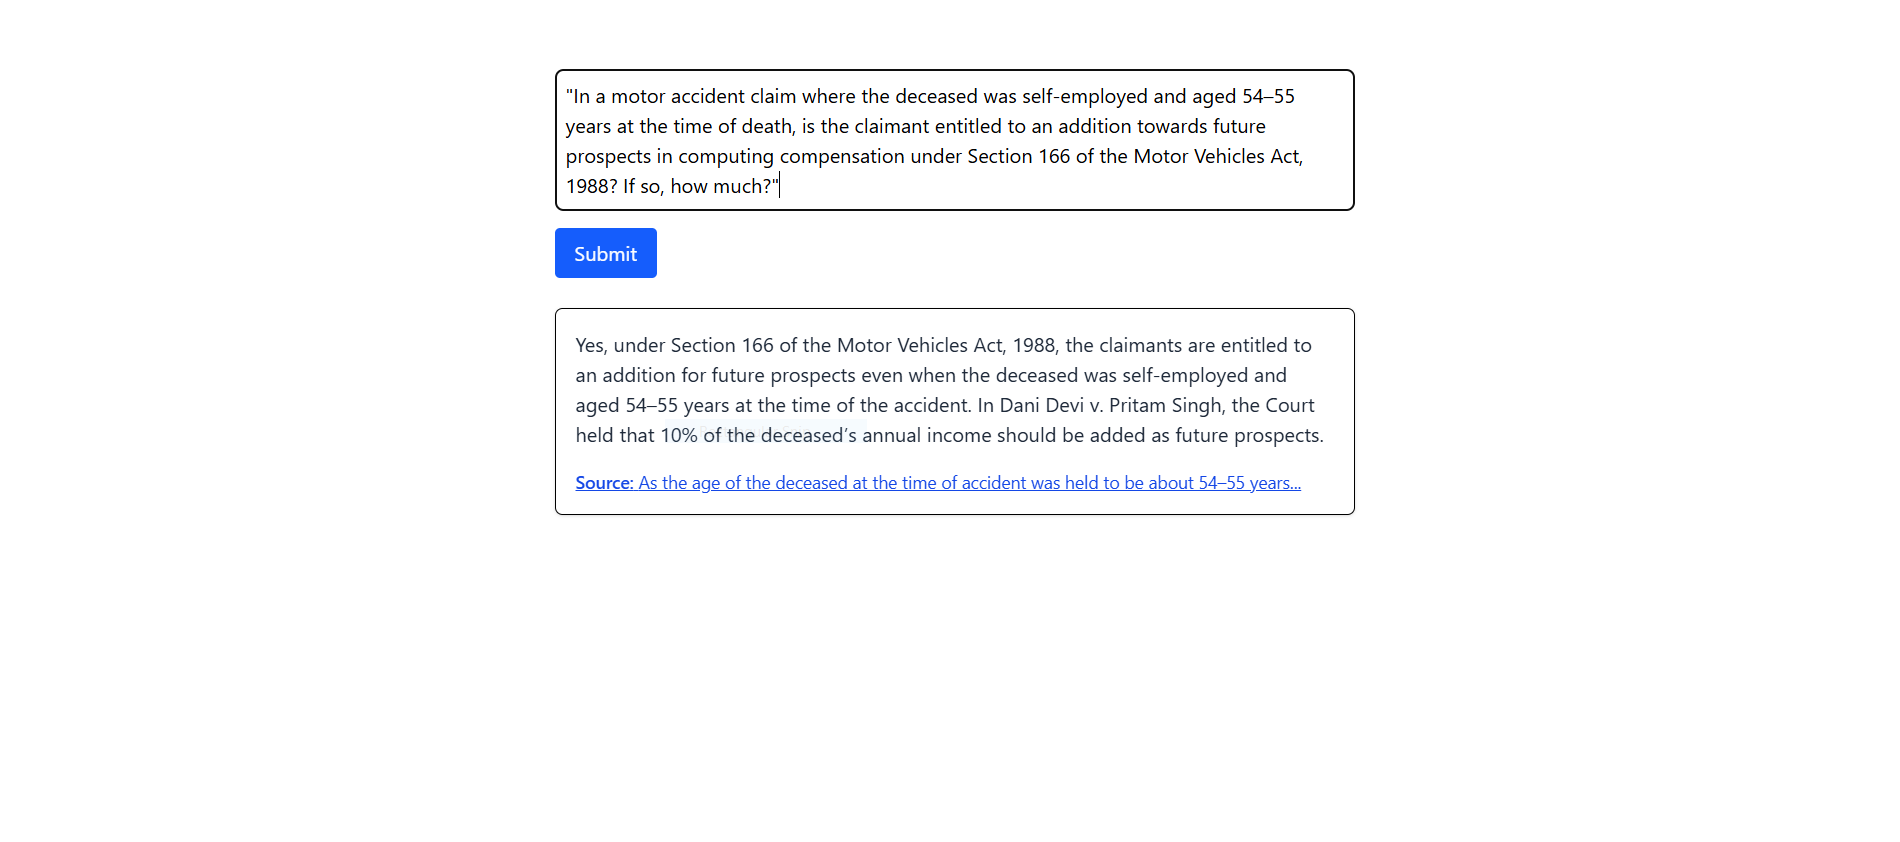 "In a motor accident claim where the deceased was self-employed and aged 54–55
years at the time of death, is the claimant entitled to an addition towards future
prospects in computing compensation under Section 166 of the Motor Vehicles Act,
1988? If so, how much?"
Submit
Yes, under Section 166 of the Motor Vehicles Act, 1988, the claimants are entitled to
an addition for future prospects even when the deceased was self-employed and
aged 54–55 years at the time of the accident. In Dani Devi v. Pritam Singh, the Court
held that 10% of the deceased’s annual income should be added as future prospects.
Source: As the age of the deceased at the time of accident was held to be about 54–55 years...